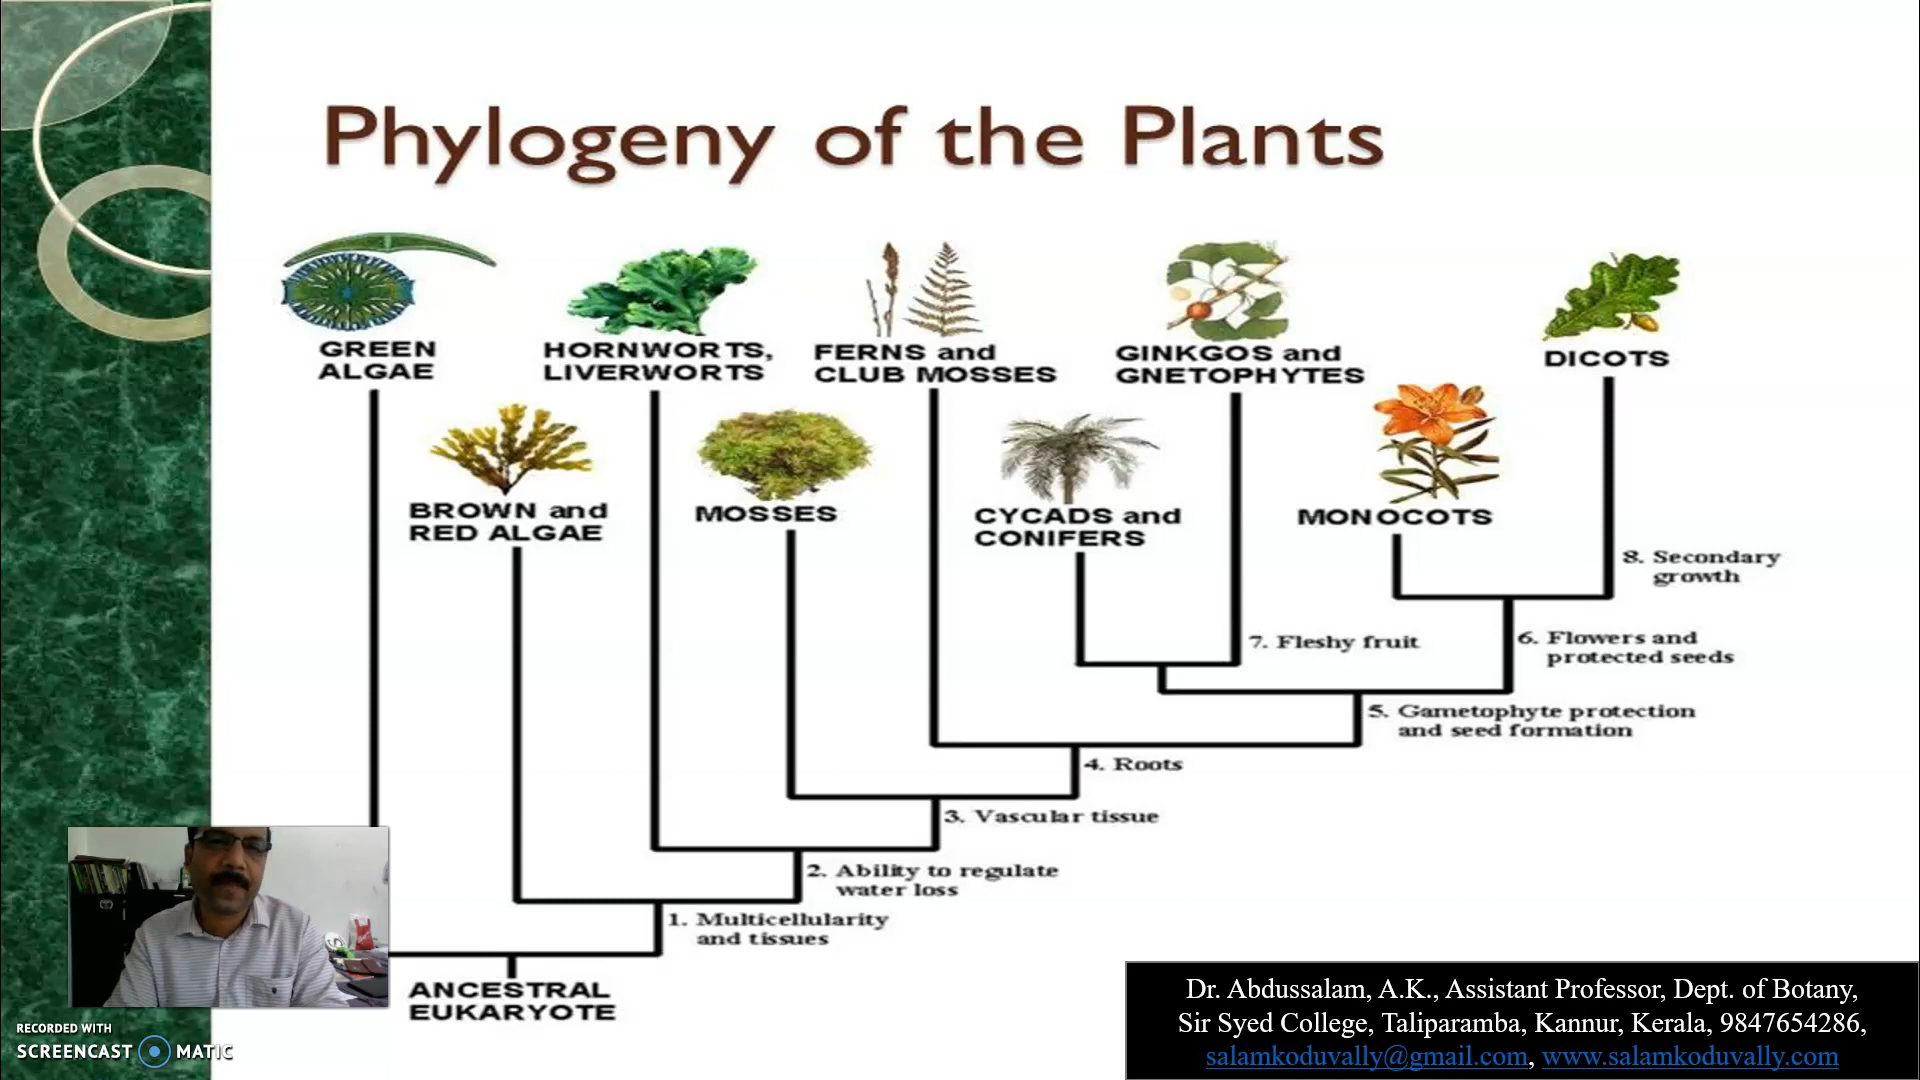 Phylogeny of the Plants
GREEN
ALGAE
HORNWORTS,
LIVERWORTS
FERNS and
CLUB MOSSES
GINKGOS and
GNETOPHYTES
DICOTS
BROWN and
RED ALGAE
MOSSES
CYCADS and
CONIFERS
MONOCOTS
8. Secondary
growth
7. Fleshy fruit
6. Flowers and
protected seeds
5. Gametophyte protection
and seed formation
4. Roots
3. Vascular tissue
2. Ability to regulate
water loss
1. Multicellularity
and tissues
ANCESTRAL
EUKARYOTE
Dr. Abdussalam, A.K., Assistant Professor, Dept. of Botany,
Sir Syed College, Taliparamba, Kannur, Kerala, 9847654286,
salamkoduvally@gmail.com, www.salamkoduvally.com
RECORDED WITH
SCREENCAST MATIC